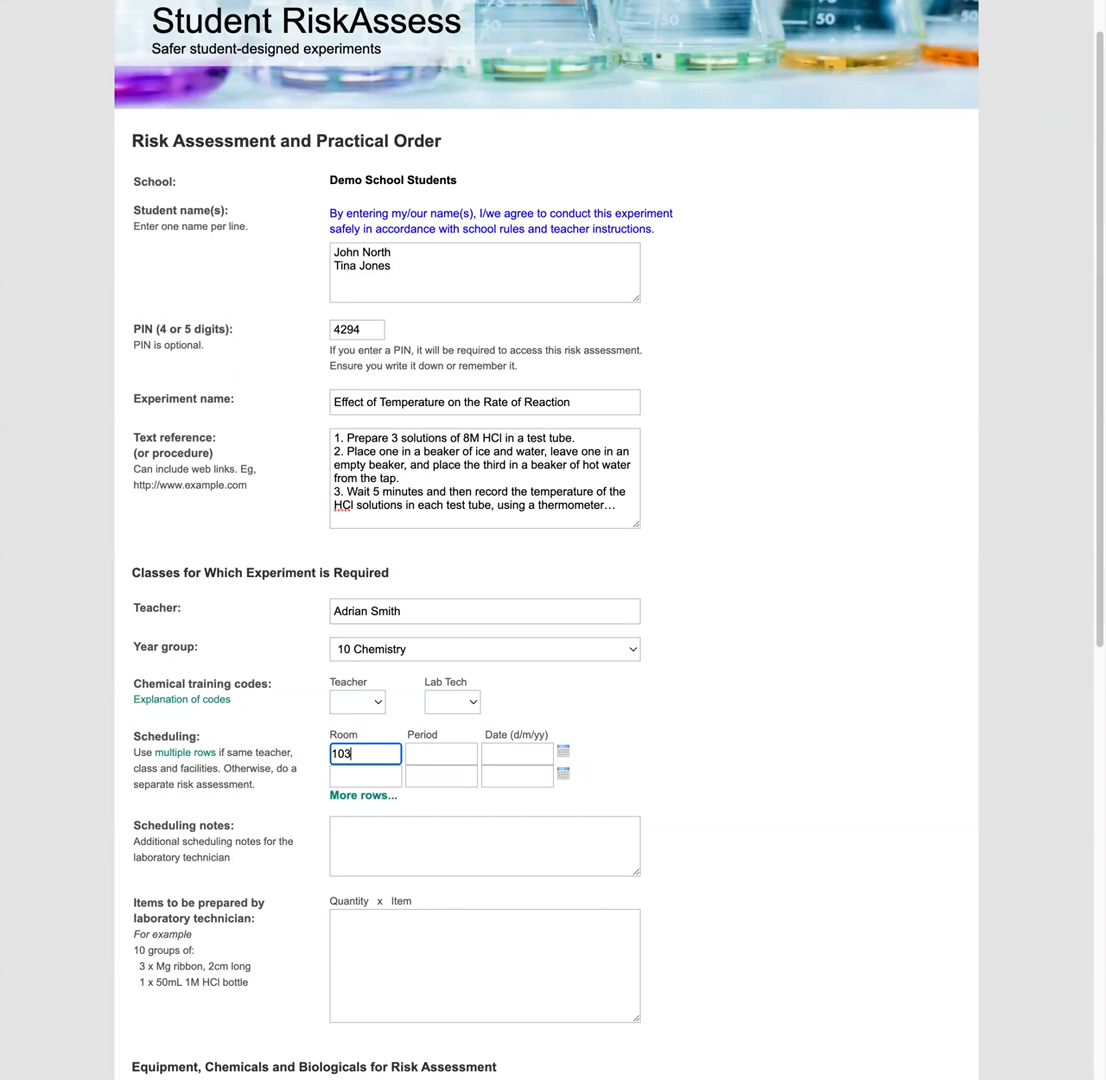 Student RiskAssess
Safer student-designed experiments
Risk Assessment and Practical Order
School:
Demo School Students
Student name(s):
Enter one name per line.
By entering my/our name(s), I/we agree to conduct this experiment
safely in accordance with school rules and teacher instructions.
John North
Tina Jones
PIN (4 or 5 digits):
PIN is optional.
4294
If you enter a PIN, it will be required to access this risk assessment.
Ensure you write it down or remember it.
Experiment name:
Effect of Temperature on the Rate of Reaction
Text reference:
(or procedure)
Can include web links. Eg,
http://www.example.com
1. Prepare 3 solutions of 8M HCl in a test tube.
2. Place one in a beaker of ice and water, leave one in an
empty beaker, and place the third in a beaker of hot water
from the tap.
3. Wait 5 minutes and then record the temperature of the
HCl solutions in each test tube, using a thermometer…
Classes for Which Experiment is Required
Teacher:
Adrian Smith
Year group:
10 Chemistry
Chemical training codes:
Explanation of codes
Teacher Lab Tech
Scheduling:
Use multiple rows if same teacher,
class and facilities. Otherwise, do a
separate risk assessment.
Room Period Date (d/m/yy)
103
More rows...
Scheduling notes:
Additional scheduling notes for the
laboratory technician
Items to be prepared by
laboratory technician:
For example
10 groups of:
3 x Mg ribbon, 2cm long
1 x 50mL 1M HCl bottle
Quantity x Item
Equipment, Chemicals and Biologicals for Risk Assessment